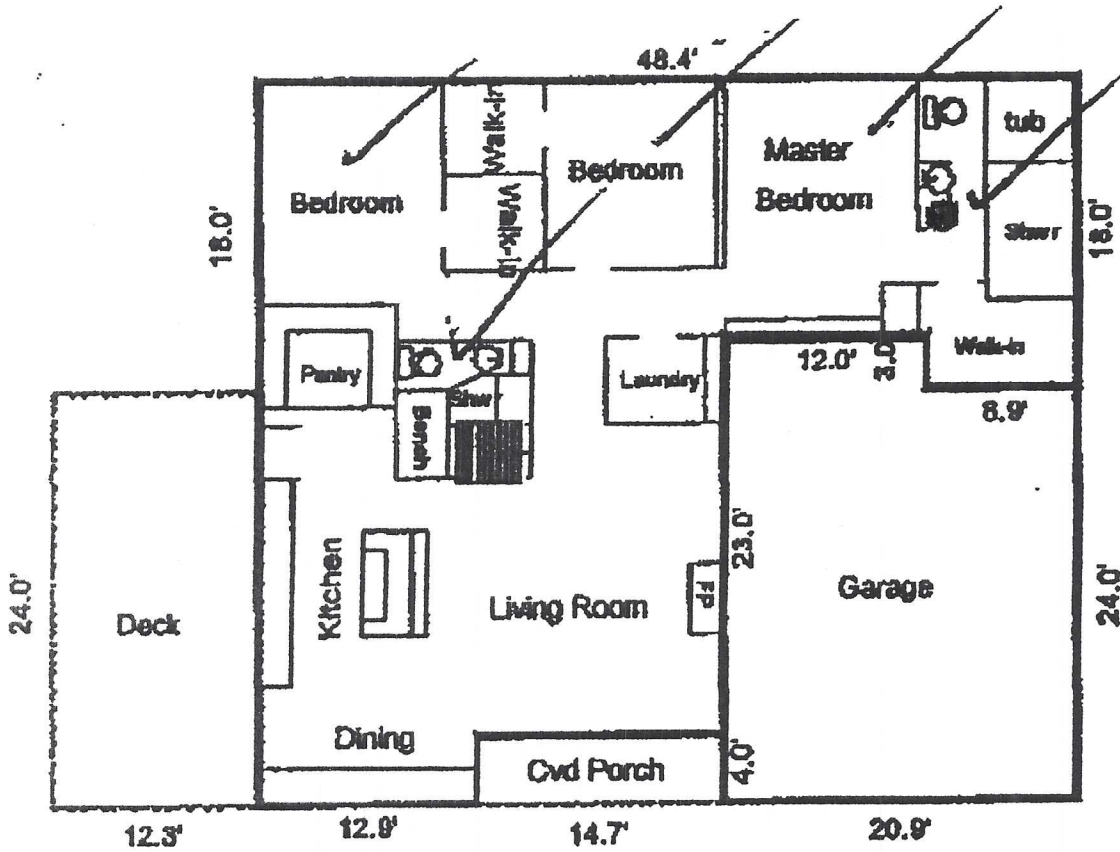 48.4'
Walk-in
tub
Master
Bedroom
Bedroom
Bedroom
Walk-in
Shwr
18.0'
18.0'
Pantry
Shwr
Laundry
12.0'
3.0'
Walk-in
8.9'
Bench
23.0'
Kitchen
FP
Garage
24.0'
Deck
Living Room
24.0'
Dining
Cvd Porch
4.0'
12.3'
12.9'
14.7'
20.9'